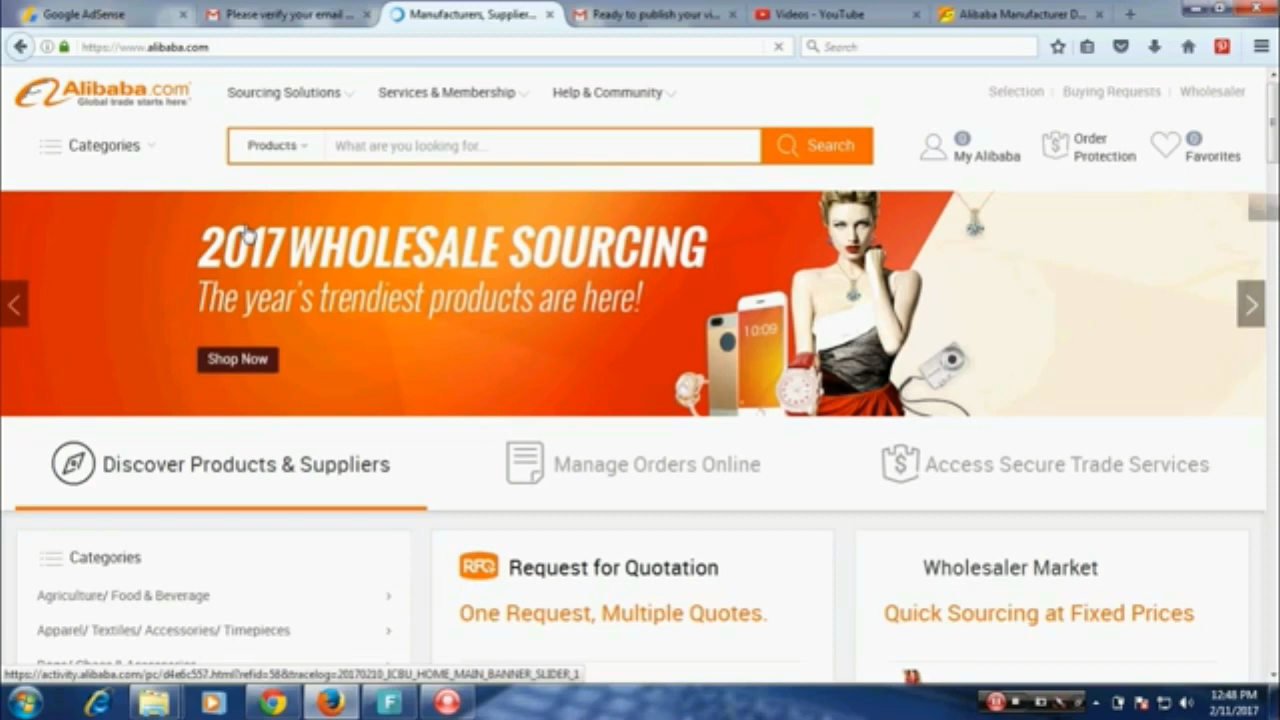 Google AdSense
Please verify your email ...
Manufacturers, Supplier...
Ready to publish your vi...
Videos - YouTube
Alibaba Manufacturer D...
https://www.alibaba.com
Search
Alibaba.com
Global trade starts here
Sourcing Solutions
Services & Membership
Help & Community
Selection
Buying Requests
Wholesaler
Categories
Products
What are you looking for...
Search
0
My Alibaba
Order
Protection
0
Favorites
2017 WHOLESALE SOURCING
The year's trendiest products are here!
10:09
Shop Now
Discover Products & Suppliers
Manage Orders Online
Access Secure Trade Services
Categories
Agriculture/ Food & Beverage
Apparel/ Textiles/ Accessories/ Timepieces
RFQ
Request for Quotation
One Request, Multiple Quotes.
Wholesaler Market
Quick Sourcing at Fixed Prices
https://activity.alibaba.com/pc/d4e6c557.html?refid=58&tracelog=20170210_ICBU_HOME_MAIN_BANNER_SLIDER_1
12:48 PM
2/11/2017